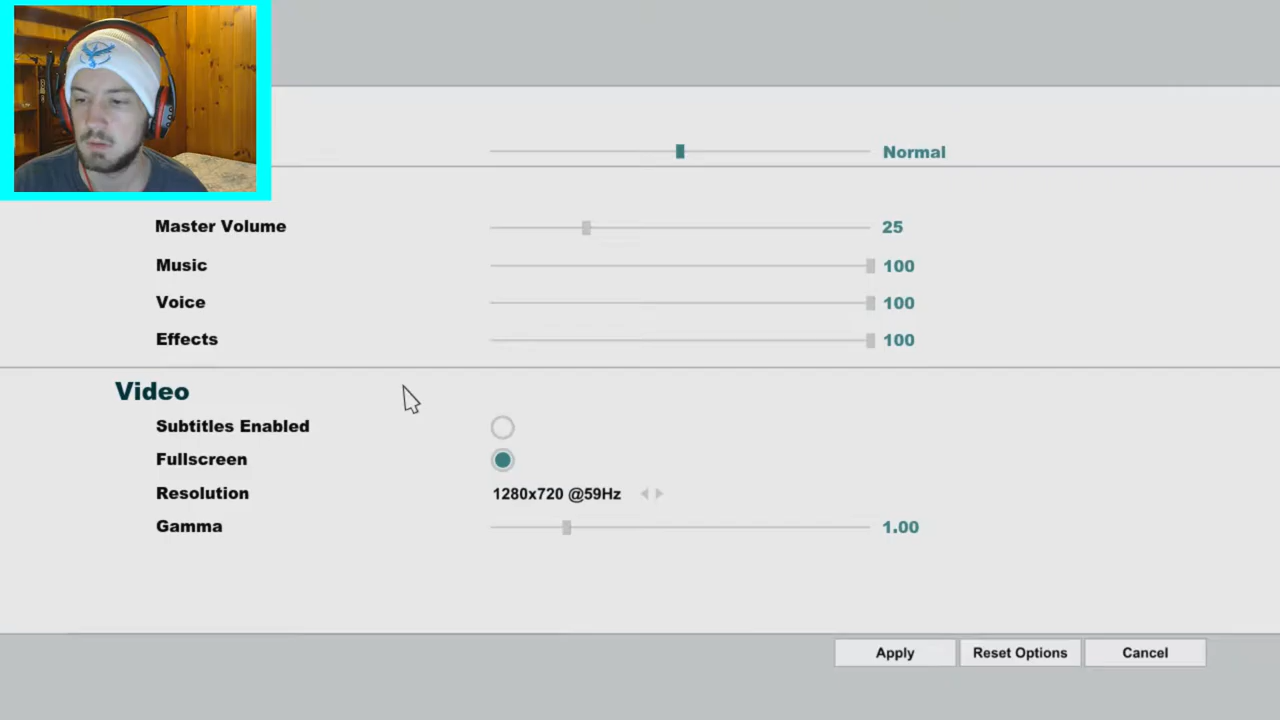 Normal
Master Volume 25
Music 100
Voice 100
Effects 100
Video
Subtitles Enabled
Fullscreen
Resolution 1280x720 @59Hz
Gamma 1.00
Apply Reset Options Cancel